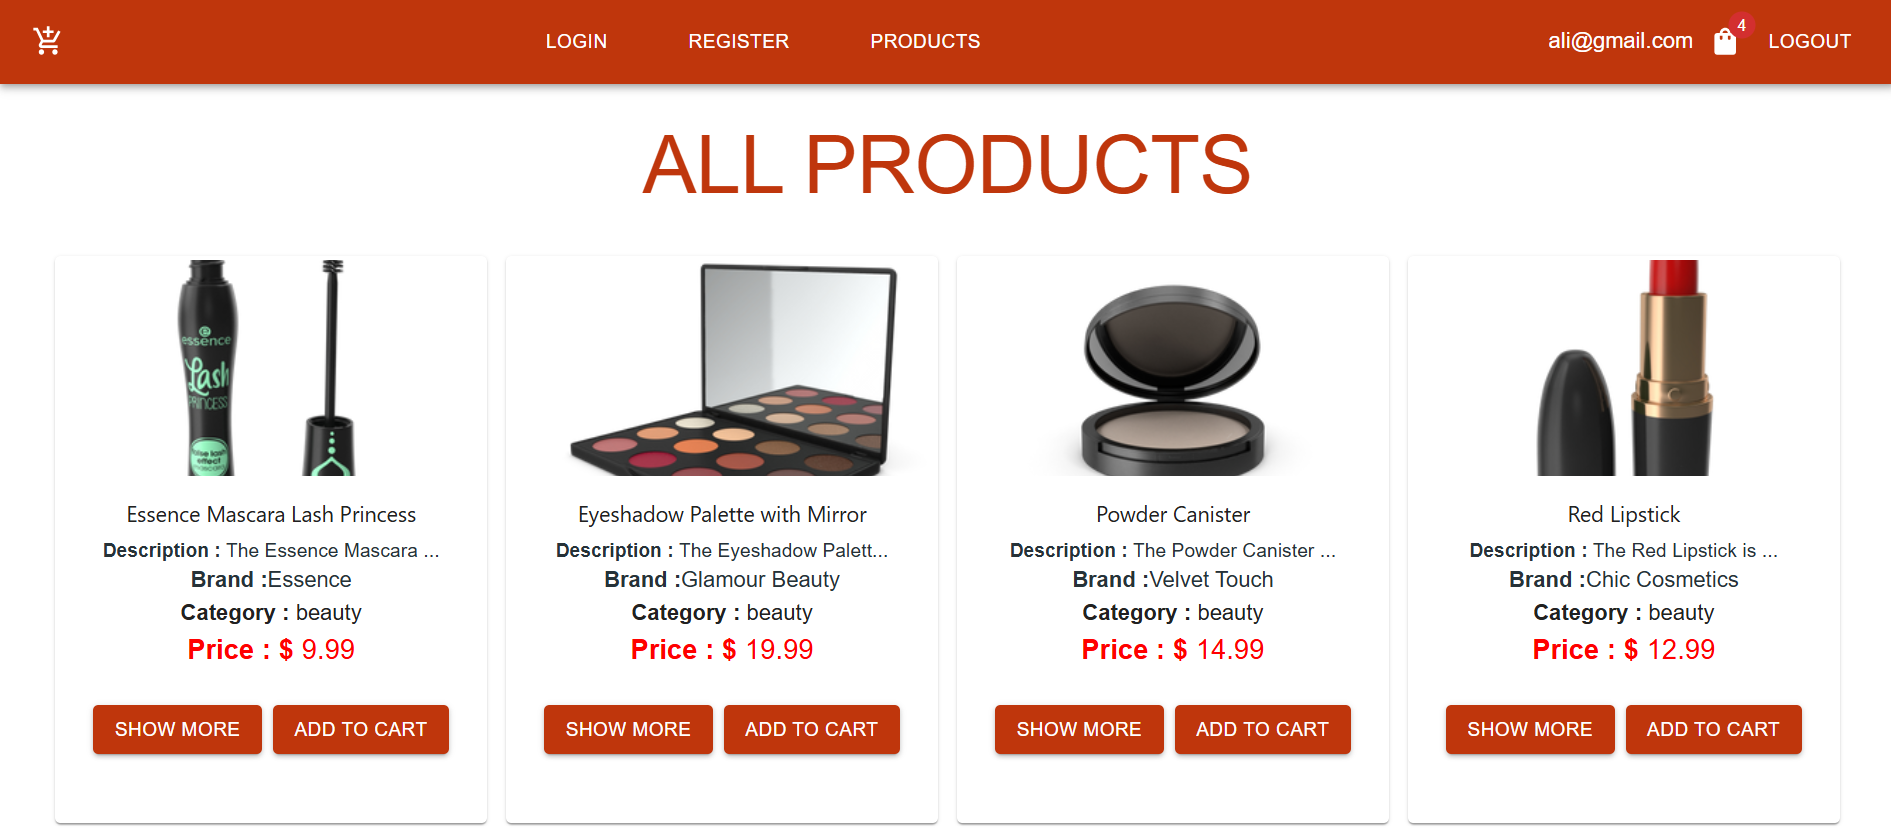 LOGIN REGISTER PRODUCTS ali@gmail.com 4 LOGOUT
ALL PRODUCTS
essence
Lash
PRINCESS
false lash
effect
mascara
Essence Mascara Lash Princess
Description : The Essence Mascara ...
Brand :Essence
Category : beauty
Price : $ 9.99
SHOW MORE ADD TO CART
Eyeshadow Palette with Mirror
Description : The Eyeshadow Palett...
Brand :Glamour Beauty
Category : beauty
Price : $ 19.99
SHOW MORE ADD TO CART
Powder Canister
Description : The Powder Canister ...
Brand :Velvet Touch
Category : beauty
Price : $ 14.99
SHOW MORE ADD TO CART
Red Lipstick
Description : The Red Lipstick is ...
Brand :Chic Cosmetics
Category : beauty
Price : $ 12.99
SHOW MORE ADD TO CART